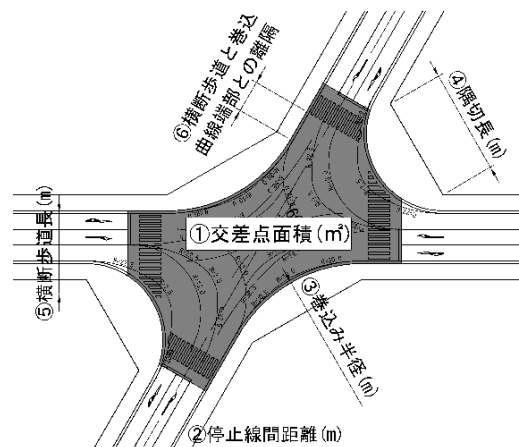 ⑥横断歩道と巻込
曲線端部との離隔
④隅切長(m)
①交差点面積(㎡)
⑤横断歩道長(m)
③巻込み半径(m)
②停止線間距離(m)